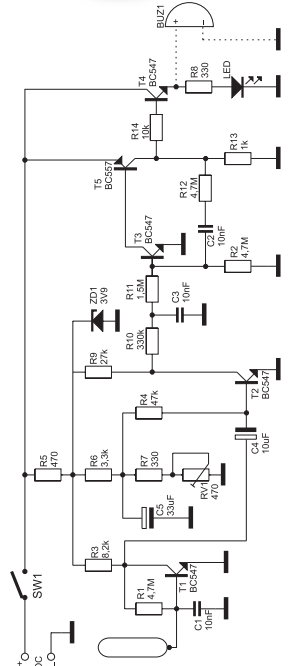 BUZ1
+
-
T4
BC547
R8
330
LED
R14
10k
T5
BC557
R12
4,7M
R13
1k
T3
BC547
C2
10nF
R2
4,7M
ZD1
3V9
R11
1,5M
C3
10nF
R10
330k
R9
27k
T2
BC547
R4
47k
C4
10uF
R5
470
R6
3,3k
R7
330
RV1
470
C5
33uF
SW1
R3
8,2k
R1
4,7M
T1
BC547
C1
10nF
+
DC
-